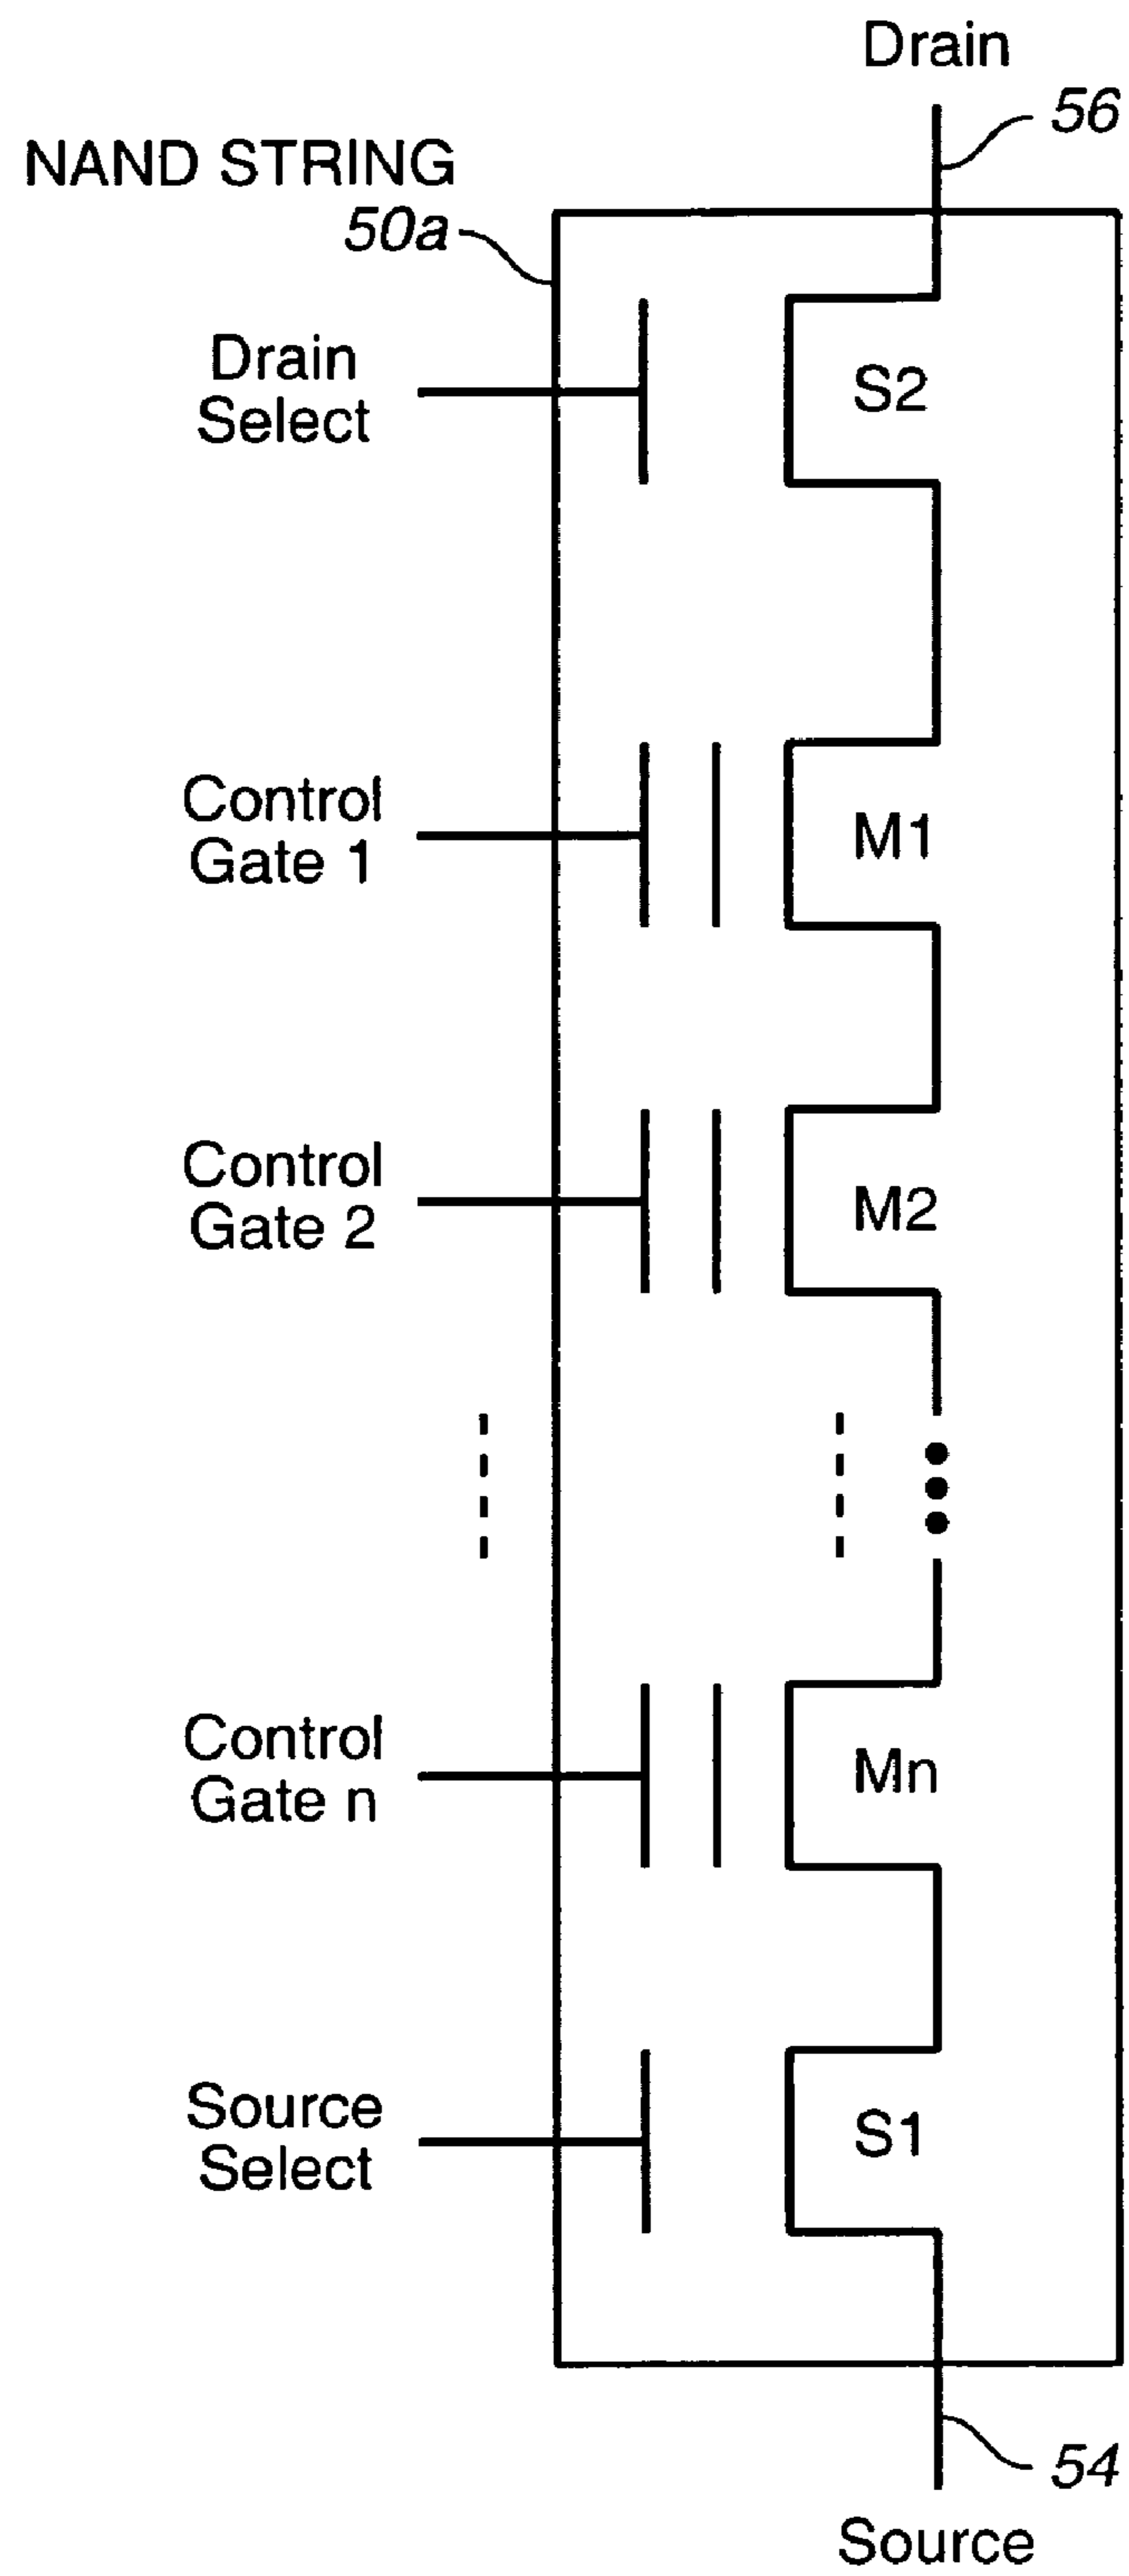 Drain
56
NAND STRING
50a
Drain
Select
S2
Control
Gate 1
M1
Control
Gate 2
M2
Control
Gate n
Mn
Source
Select
S1
54
Source